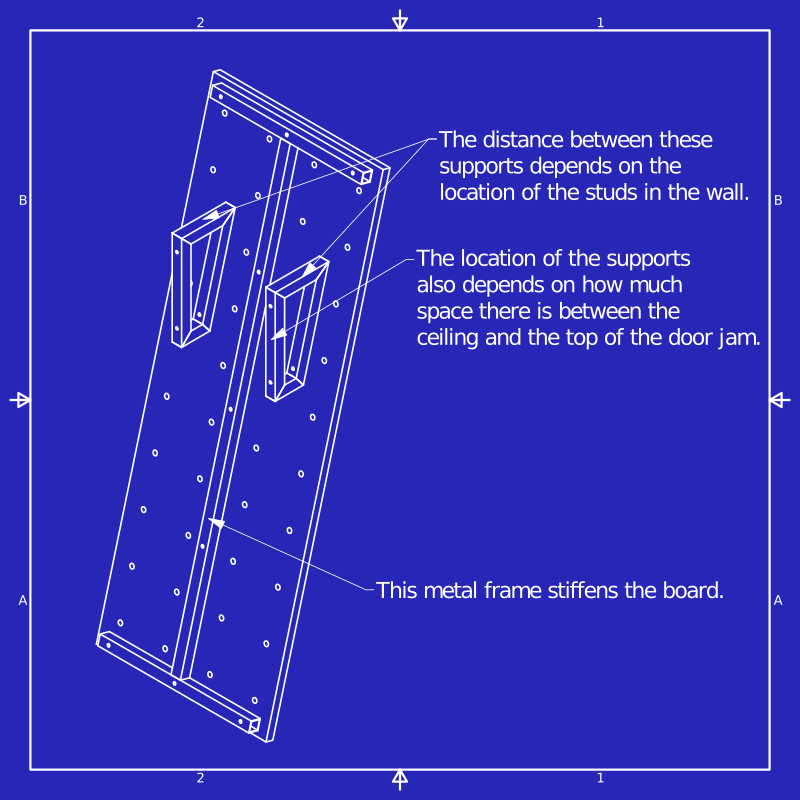 2
1
The distance between these
supports depends on the
location of the studs in the wall.
B
B
The location of the supports
also depends on how much
space there is between the
ceiling and the top of the door jam.
This metal frame stiffens the board.
A
A
2
1